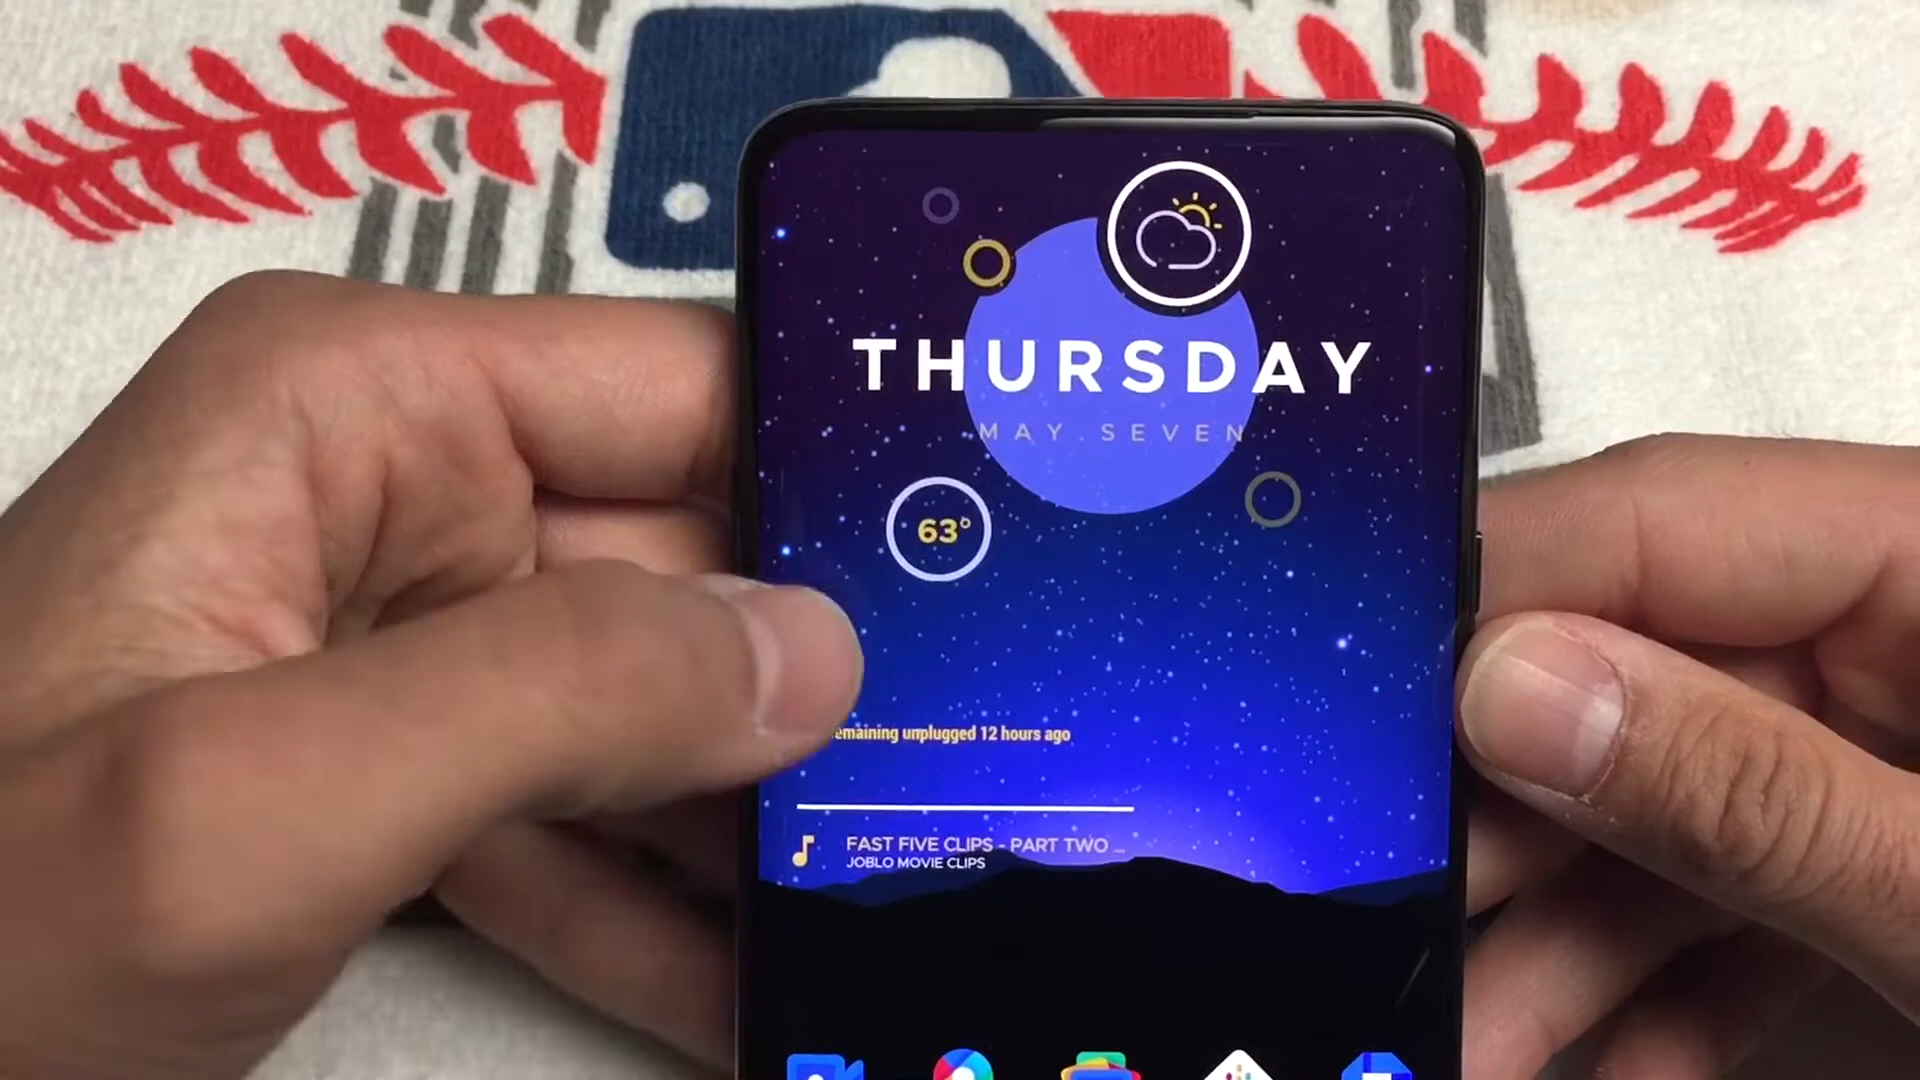 THURSDAY
MAY SEVEN
63°
emaining unplugged 12 hours ago
FAST FIVE CLIPS - PART TWO ...
JOBLO MOVIE CLIPS